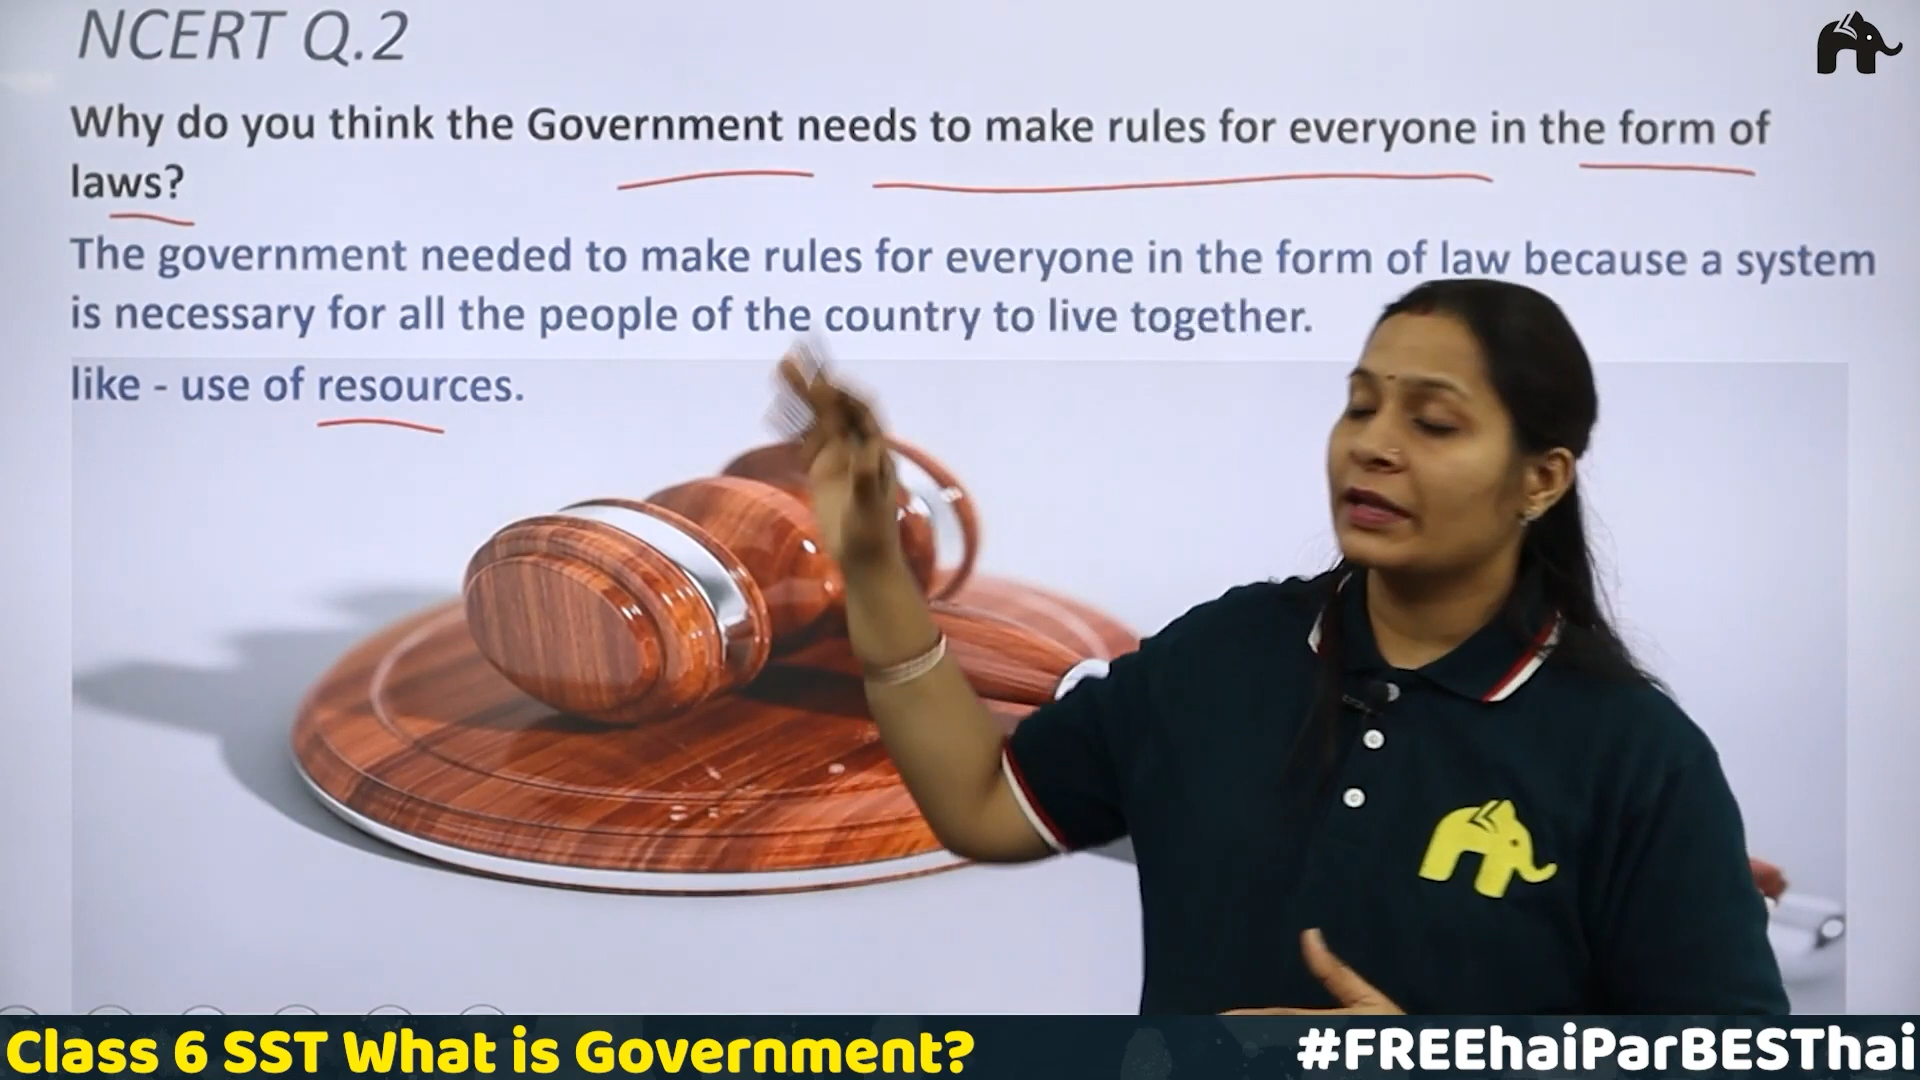 NCERT Q.2
Why do you think the Government needs to make rules for everyone in the form of
laws?
The government needed to make rules for everyone in the form of law because a system
is necessary for all the people of the country to live together.
like - use of resources.
Class 6 SST What is Government?
#FREEhaiParBESThai